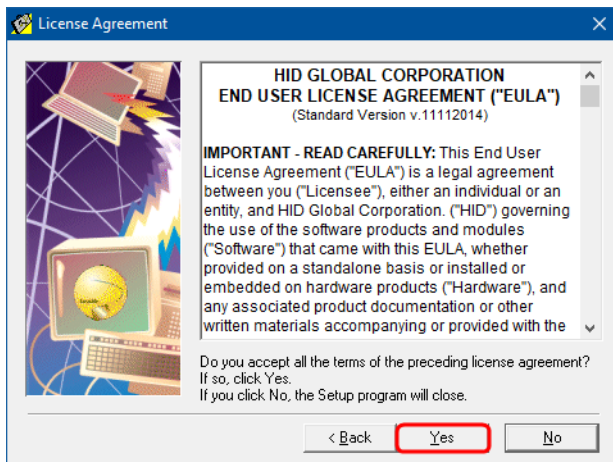 License Agreement
HID GLOBAL CORPORATION
END USER LICENSE AGREEMENT ("EULA")
(Standard Version v.11112014)
IMPORTANT - READ CAREFULLY: This End User
License Agreement ("EULA") is a legal agreement
between you ("Licensee"), either an individual or an
entity, and HID Global Corporation. ("HID") governing
the use of the software products and modules
("Software") that came with this EULA, whether
provided on a standalone basis or installed or
embedded on hardware products ("Hardware"), and
any associated product documentation or other
written materials accompanying or provided with the
Do you accept all the terms of the preceding license agreement?
If so, click Yes.
If you click No, the Setup program will close.
< Back
Yes
No